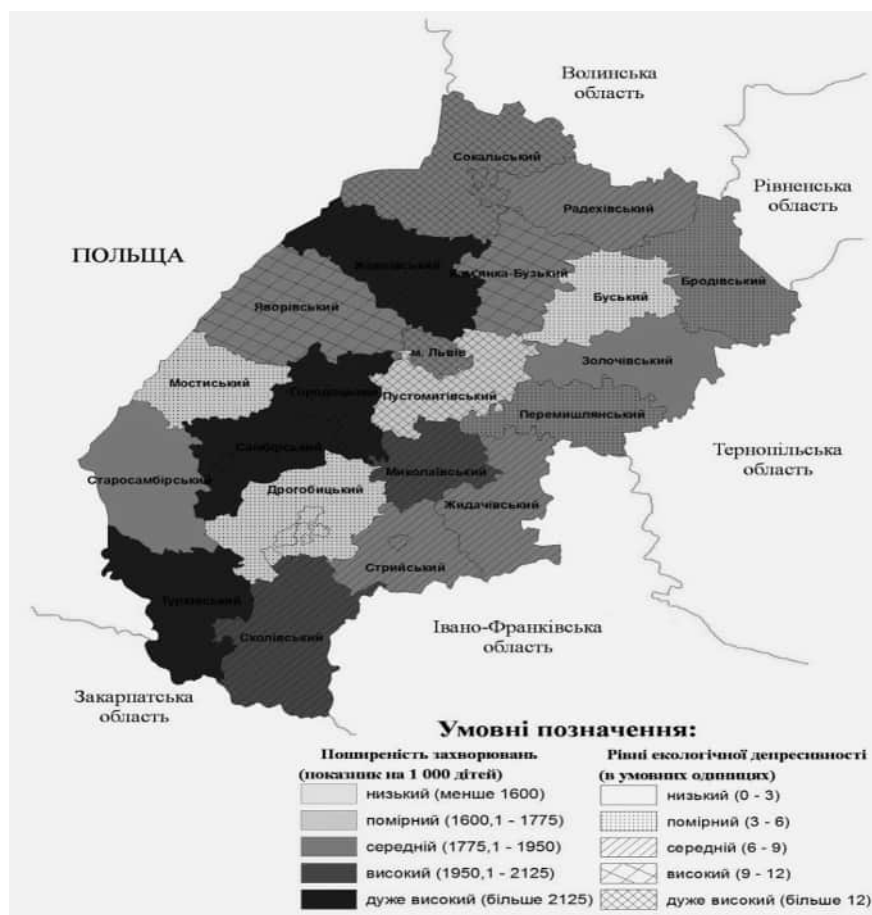 Волинська
область
Рівненська
область
Сокальський
Радехівський
ПОЛЬЩА
Жовківський
Кам'янка-Бузький
Бродівський
Буський
Яворівський
м. Львів
Золочівський
Мостиський
Городоцький
Пустомитівський
Перемишлянський
Тернопільська
область
Самбірський
Миколаївський
Старосамбірський
Дрогобицький
Жидачівський
Стрийський
Турківський
Івано-Франківська
область
Сколівський
Закарпатська
область
Умовні позначення:
Поширеність захворювань
(показник на 1 000 дітей)
низький (менше 1600)
помірний (1600,1 - 1775)
середній (1775,1 - 1950)
високий (1950,1 - 2125)
дуже високий (більше 2125)
Рівні екологічної депресивності
(в умовних одиницях)
низький (0 - 3)
помірний (3 - 6)
середній (6 - 9)
високий (9 - 12)
дуже високий (більше 12)